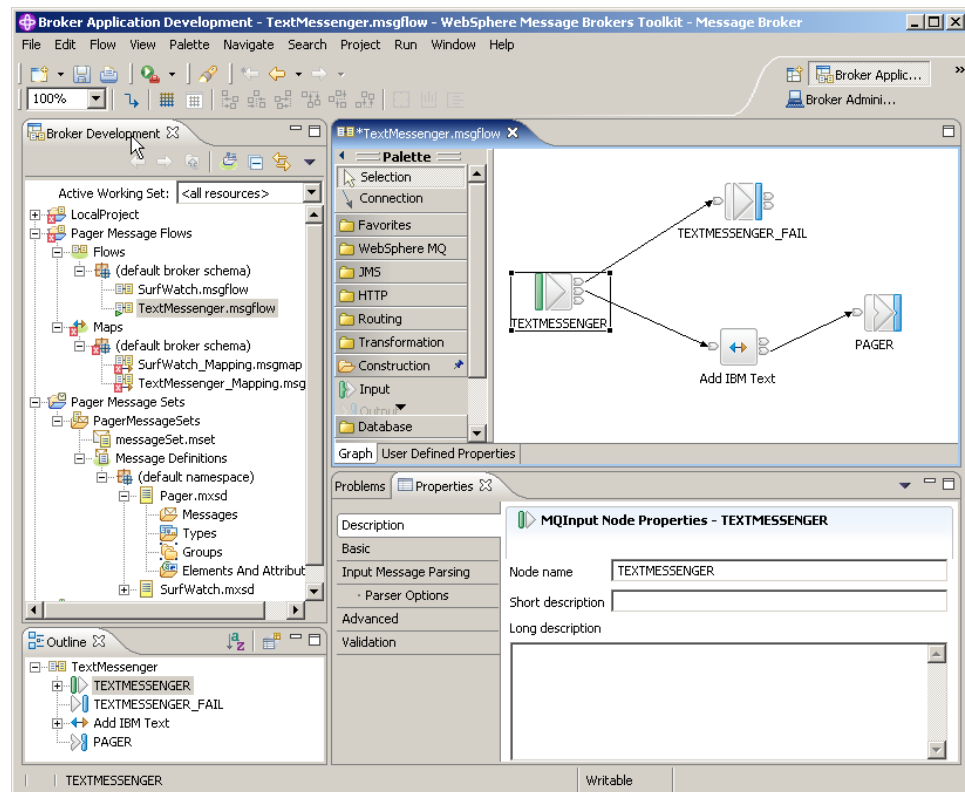 Broker Application Development - TextMessenger.msgflow - WebSphere Message Brokers Toolkit - Message Broker
File Edit Flow View Palette Navigate Search Project Run Window Help
Broker Applic...
»
100%
Broker Admini...
Broker Development
Active Working Set: <all resources>
LocalProject
Pager Message Flows
Flows
(default broker schema)
SurfWatch.msgflow
TextMessenger.msgflow
Maps
(default broker schema)
SurfWatch_Mapping.msgmap
TextMessenger_Mapping.msg
Pager Message Sets
PagerMessageSets
messageSet.mset
Message Definitions
(default namespace)
Pager.mxsd
Messages
Types
Groups
Elements And Attribut
SurfWatch.mxsd
*TextMessenger.msgflow
Palette
Selection
Connection
Favorites
WebSphere MQ
JMS
HTTP
Routing
Transformation
Construction
Input
Output
Database
TEXTMESSENGER_FAIL
TEXTMESSENGER
PAGER
Add IBM Text
Graph User Defined Properties
Outline
TextMessenger
TEXTMESSENGER
TEXTMESSENGER_FAIL
Add IBM Text
PAGER
Problems Properties
Description
Basic
Input Message Parsing
· Parser Options
Advanced
Validation
MQInput Node Properties - TEXTMESSENGER
Node name TEXTMESSENGER
Short description
Long description
TEXTMESSENGER
Writable